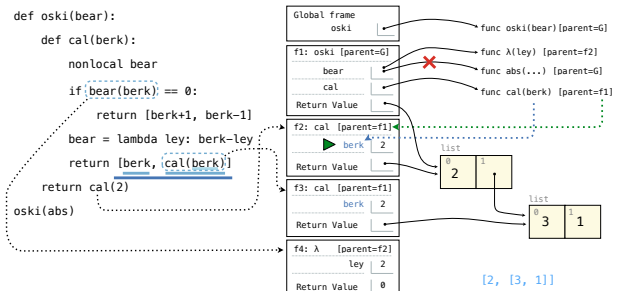 def oski(bear):
def cal(berk):
nonlocal bear
if bear(berk) == 0:
return [berk+1, berk−1]
bear = lambda ley: berk−ley
return [berk, cal(berk)]
return cal(2)
oski(abs)
Global frame
oski
func oski(bear)[parent=G]
f1: oski [parent=G]
bear
cal
Return Value
func λ(ley) [parent=f2]
func abs(...) [parent=G]
func cal(berk) [parent=f1]
f2: cal [parent=f1]
berk 2
Return Value
f3: cal [parent=f1]
berk 2
Return Value
f4: λ [parent=f2]
ley 2
Return Value 0
list
0 1
2
list
0 1
3 1
[2, [3, 1]]